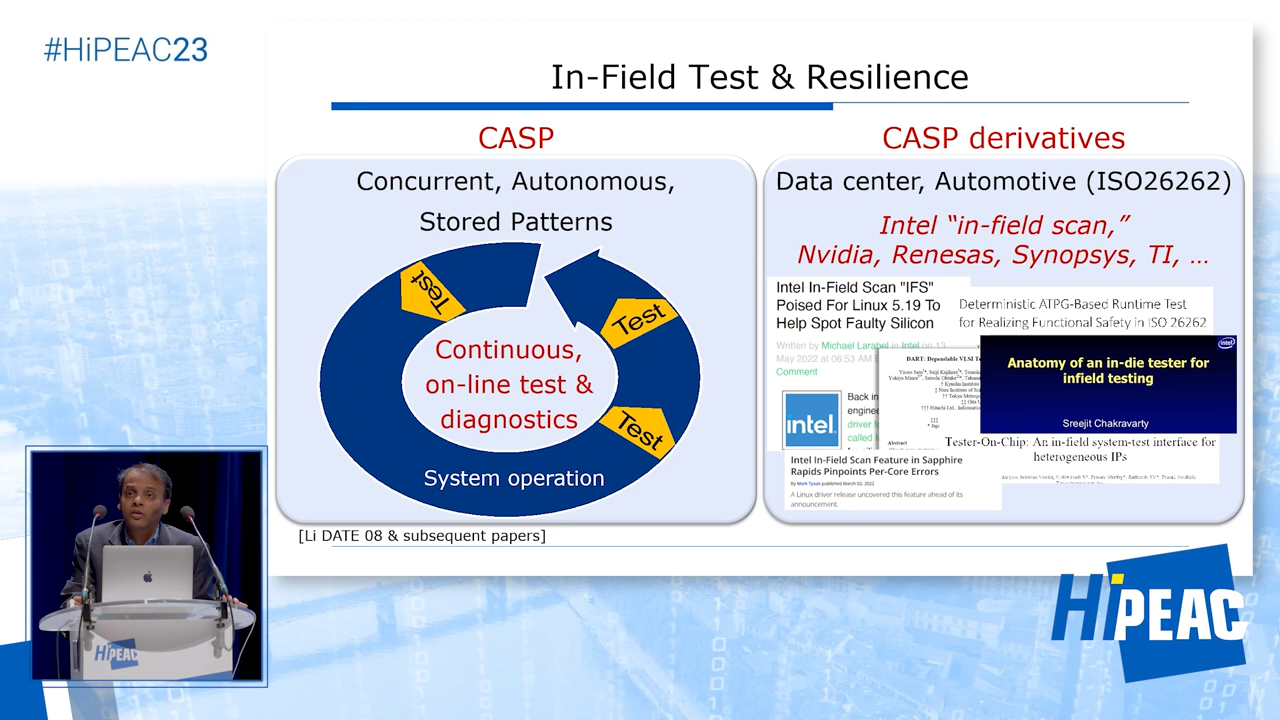 #HiPEAC23
In-Field Test & Resilience
CASP
Concurrent, Autonomous,
Stored Patterns
Test
Test
Test
Continuous,
on-line test &
diagnostics
System operation
[Li DATE 08 & subsequent papers]
CASP derivatives
Data center, Automotive (ISO26262)
Intel “in-field scan,”
Nvidia, Renesas, Synopsys, TI, …
Intel In-Field Scan "IFS"
Poised For Linux 5.19 To
Help Spot Faulty Silicon
Written by Michael Larabel in Intel on 13
May 2022 at 06:53 AM
Comment
intel
Back in
engine
driver f
called I
Deterministic ATPG-Based Runtime Test
for Realizing Functional Safety in ISO 26262
DART: Dependable VLSI Te
Abstract
intel
Anatomy of an in-die tester for
infield testing
Sreejit Chakravarty
Tester-On-Chip: An in-field system-test interface for
heterogeneous IPs
Intel In-Field Scan Feature in Sapphire
Rapids Pinpoints Per-Core Errors
By Mark Tyson published March 02, 2022
A Linux driver release uncovered this feature ahead of its
announcement.
HiPEAC
HiPEAC